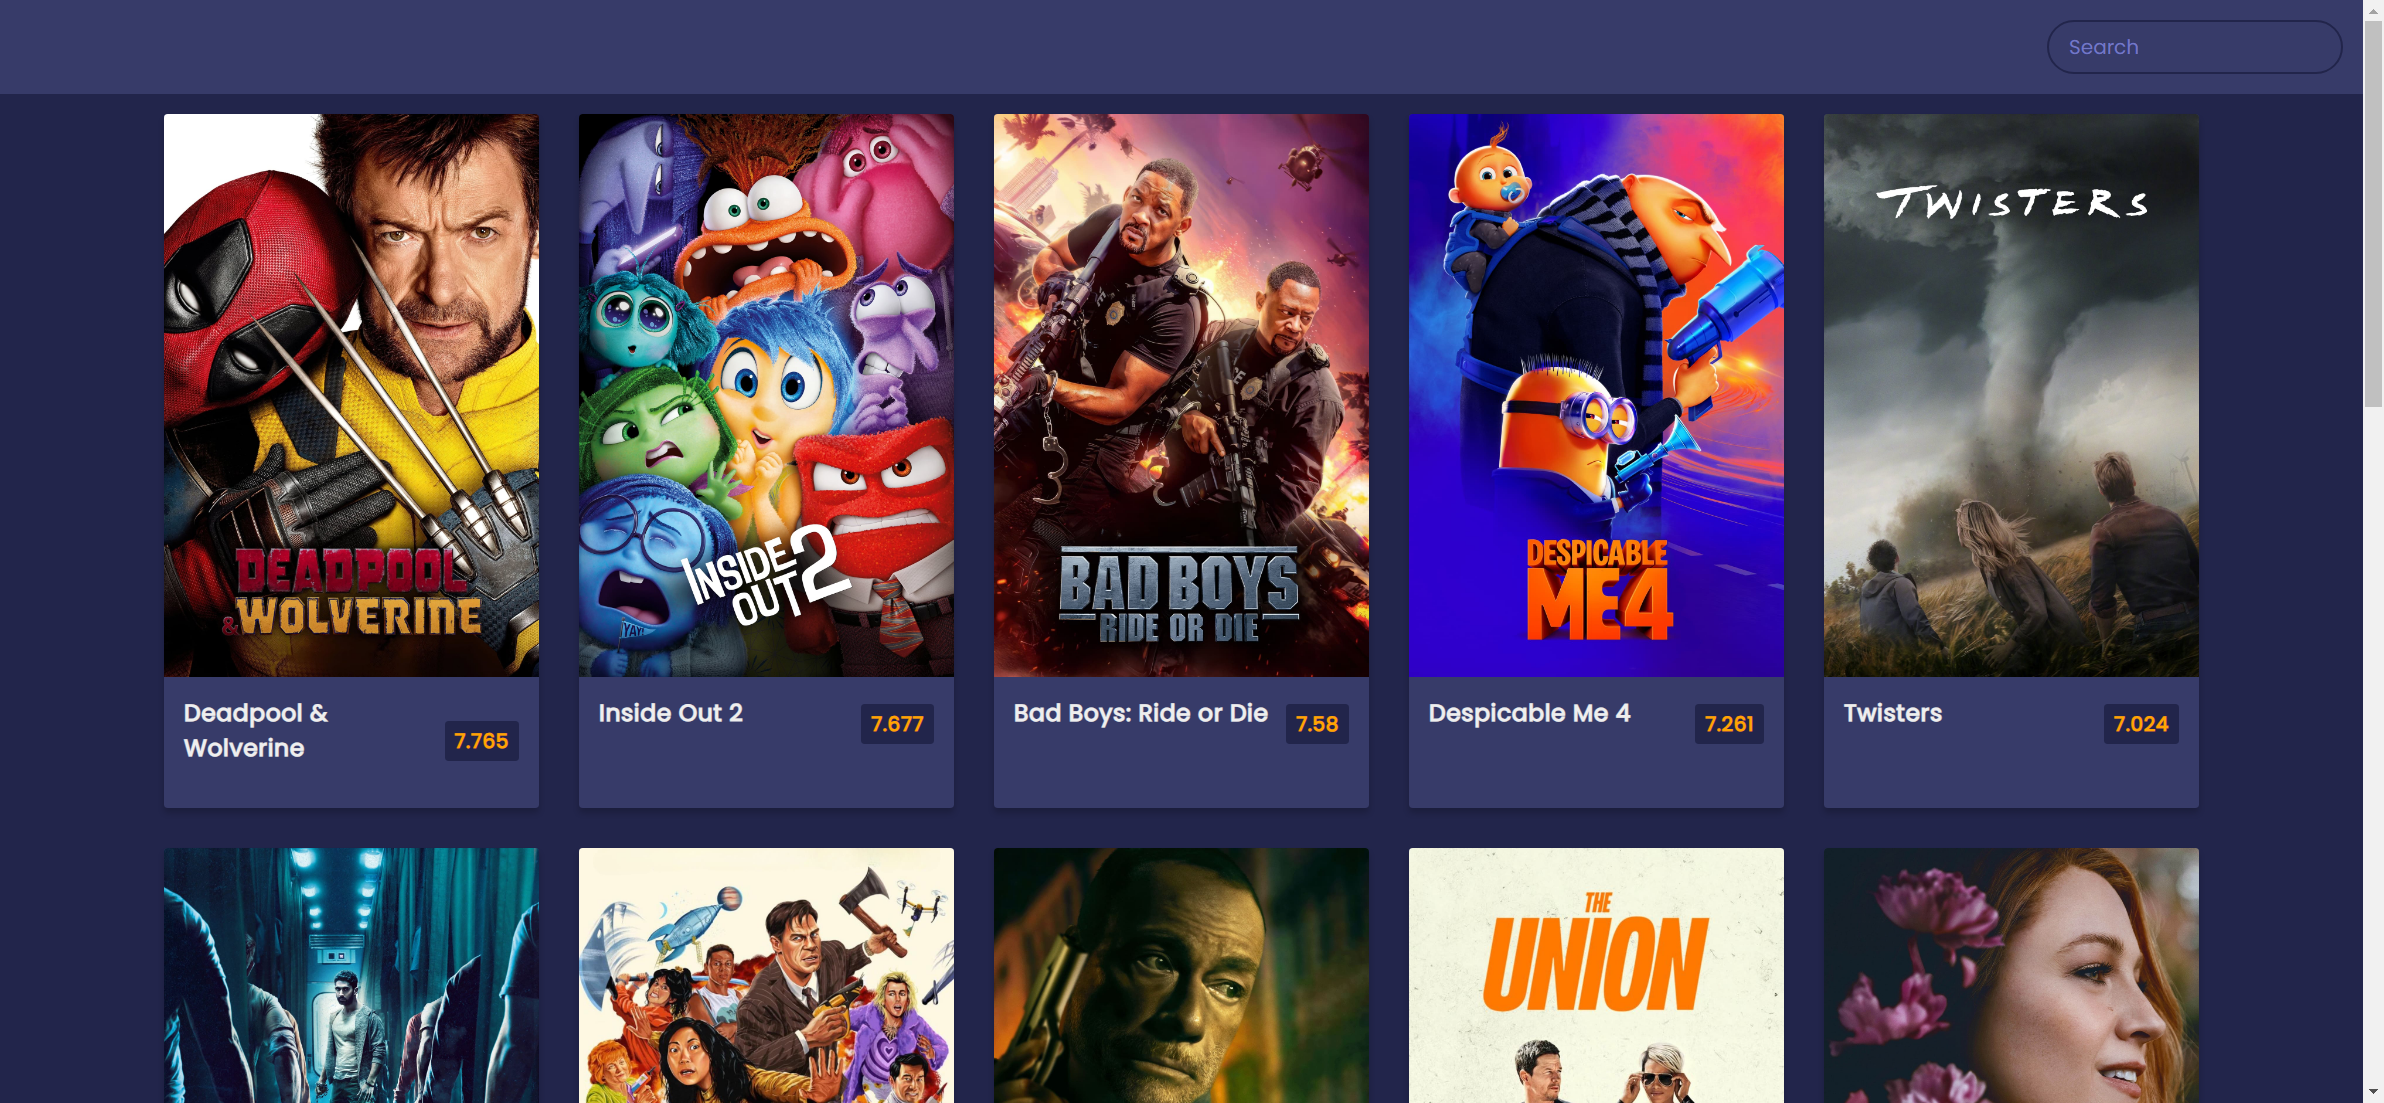 Search
TWISTERS
DEADPOOL
& WOLVERINE
INSIDE
OUT 2
YAY!
BAD BOYS
RIDE OR DIE
DESPICABLE
ME 4
Deadpool &
Wolverine
7.765
Inside Out 2
7.677
Bad Boys: Ride or Die
7.58
Despicable Me 4
7.261
Twisters
7.024
THE
UNION